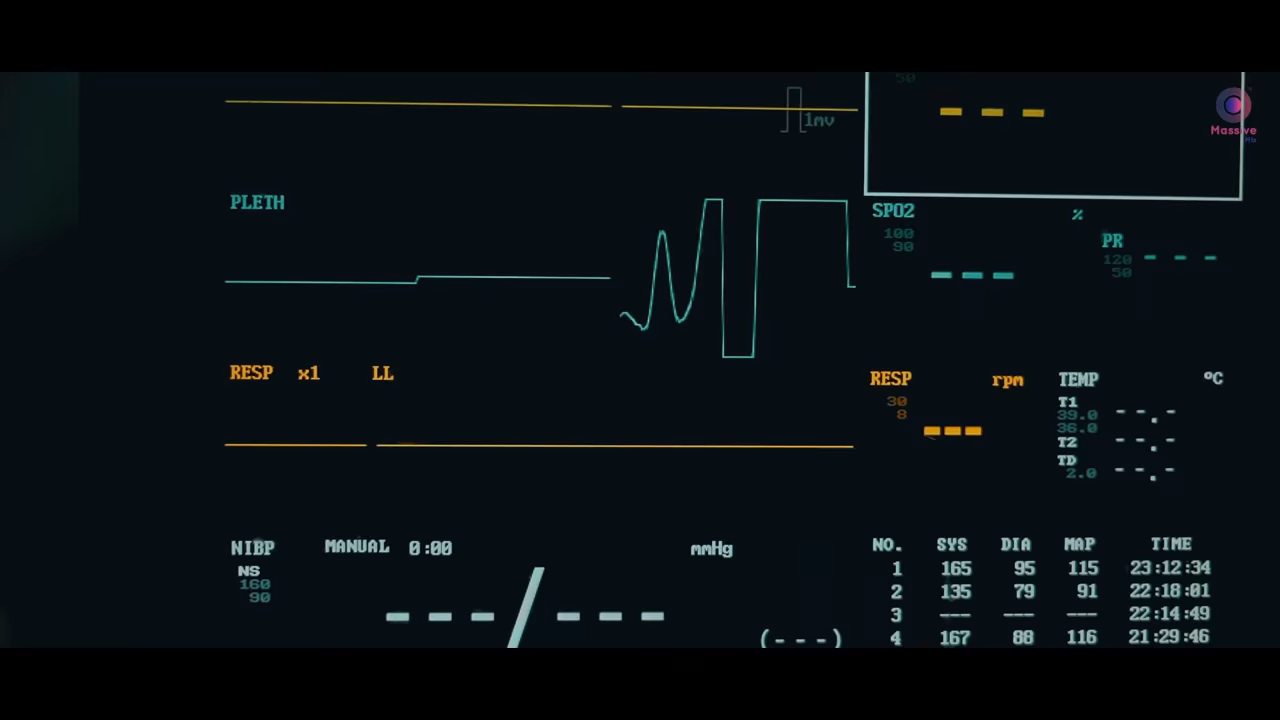 50
1mv
Massive
Mix
PLETH
SPO2 %
100
90
PR
120
50
--- 
RESP x1 LL
RESP rpm
30
8
---
TEMP ºC
T1
39.0
36.0
--.-
T2
--.-
TD
2.0
--.-
NIBP MANUAL 0:00 mmHg
NS
160
90
---/---
(---)
NO. SYS DIA MAP TIME
1 165 95 115 23:12:34
2 135 79 91 22:18:01
3 --- --- --- 22:14:49
4 167 88 116 21:29:46